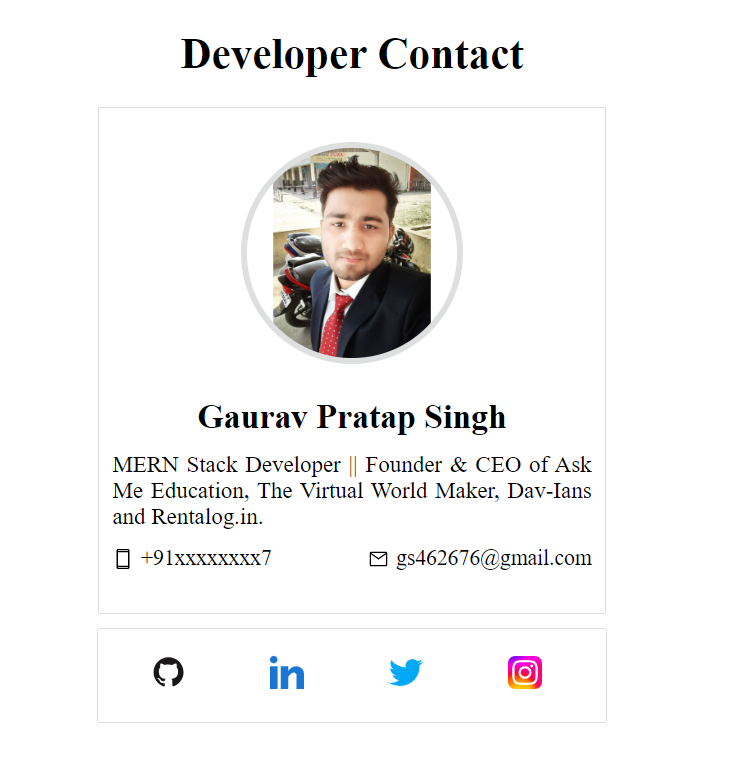 Developer Contact
Gaurav Pratap Singh
MERN Stack Developer || Founder & CEO of Ask
Me Education, The Virtual World Maker, Dav-Ians
and Rentalog.in.
+91xxxxxxxx7 gs462676@gmail.com
in